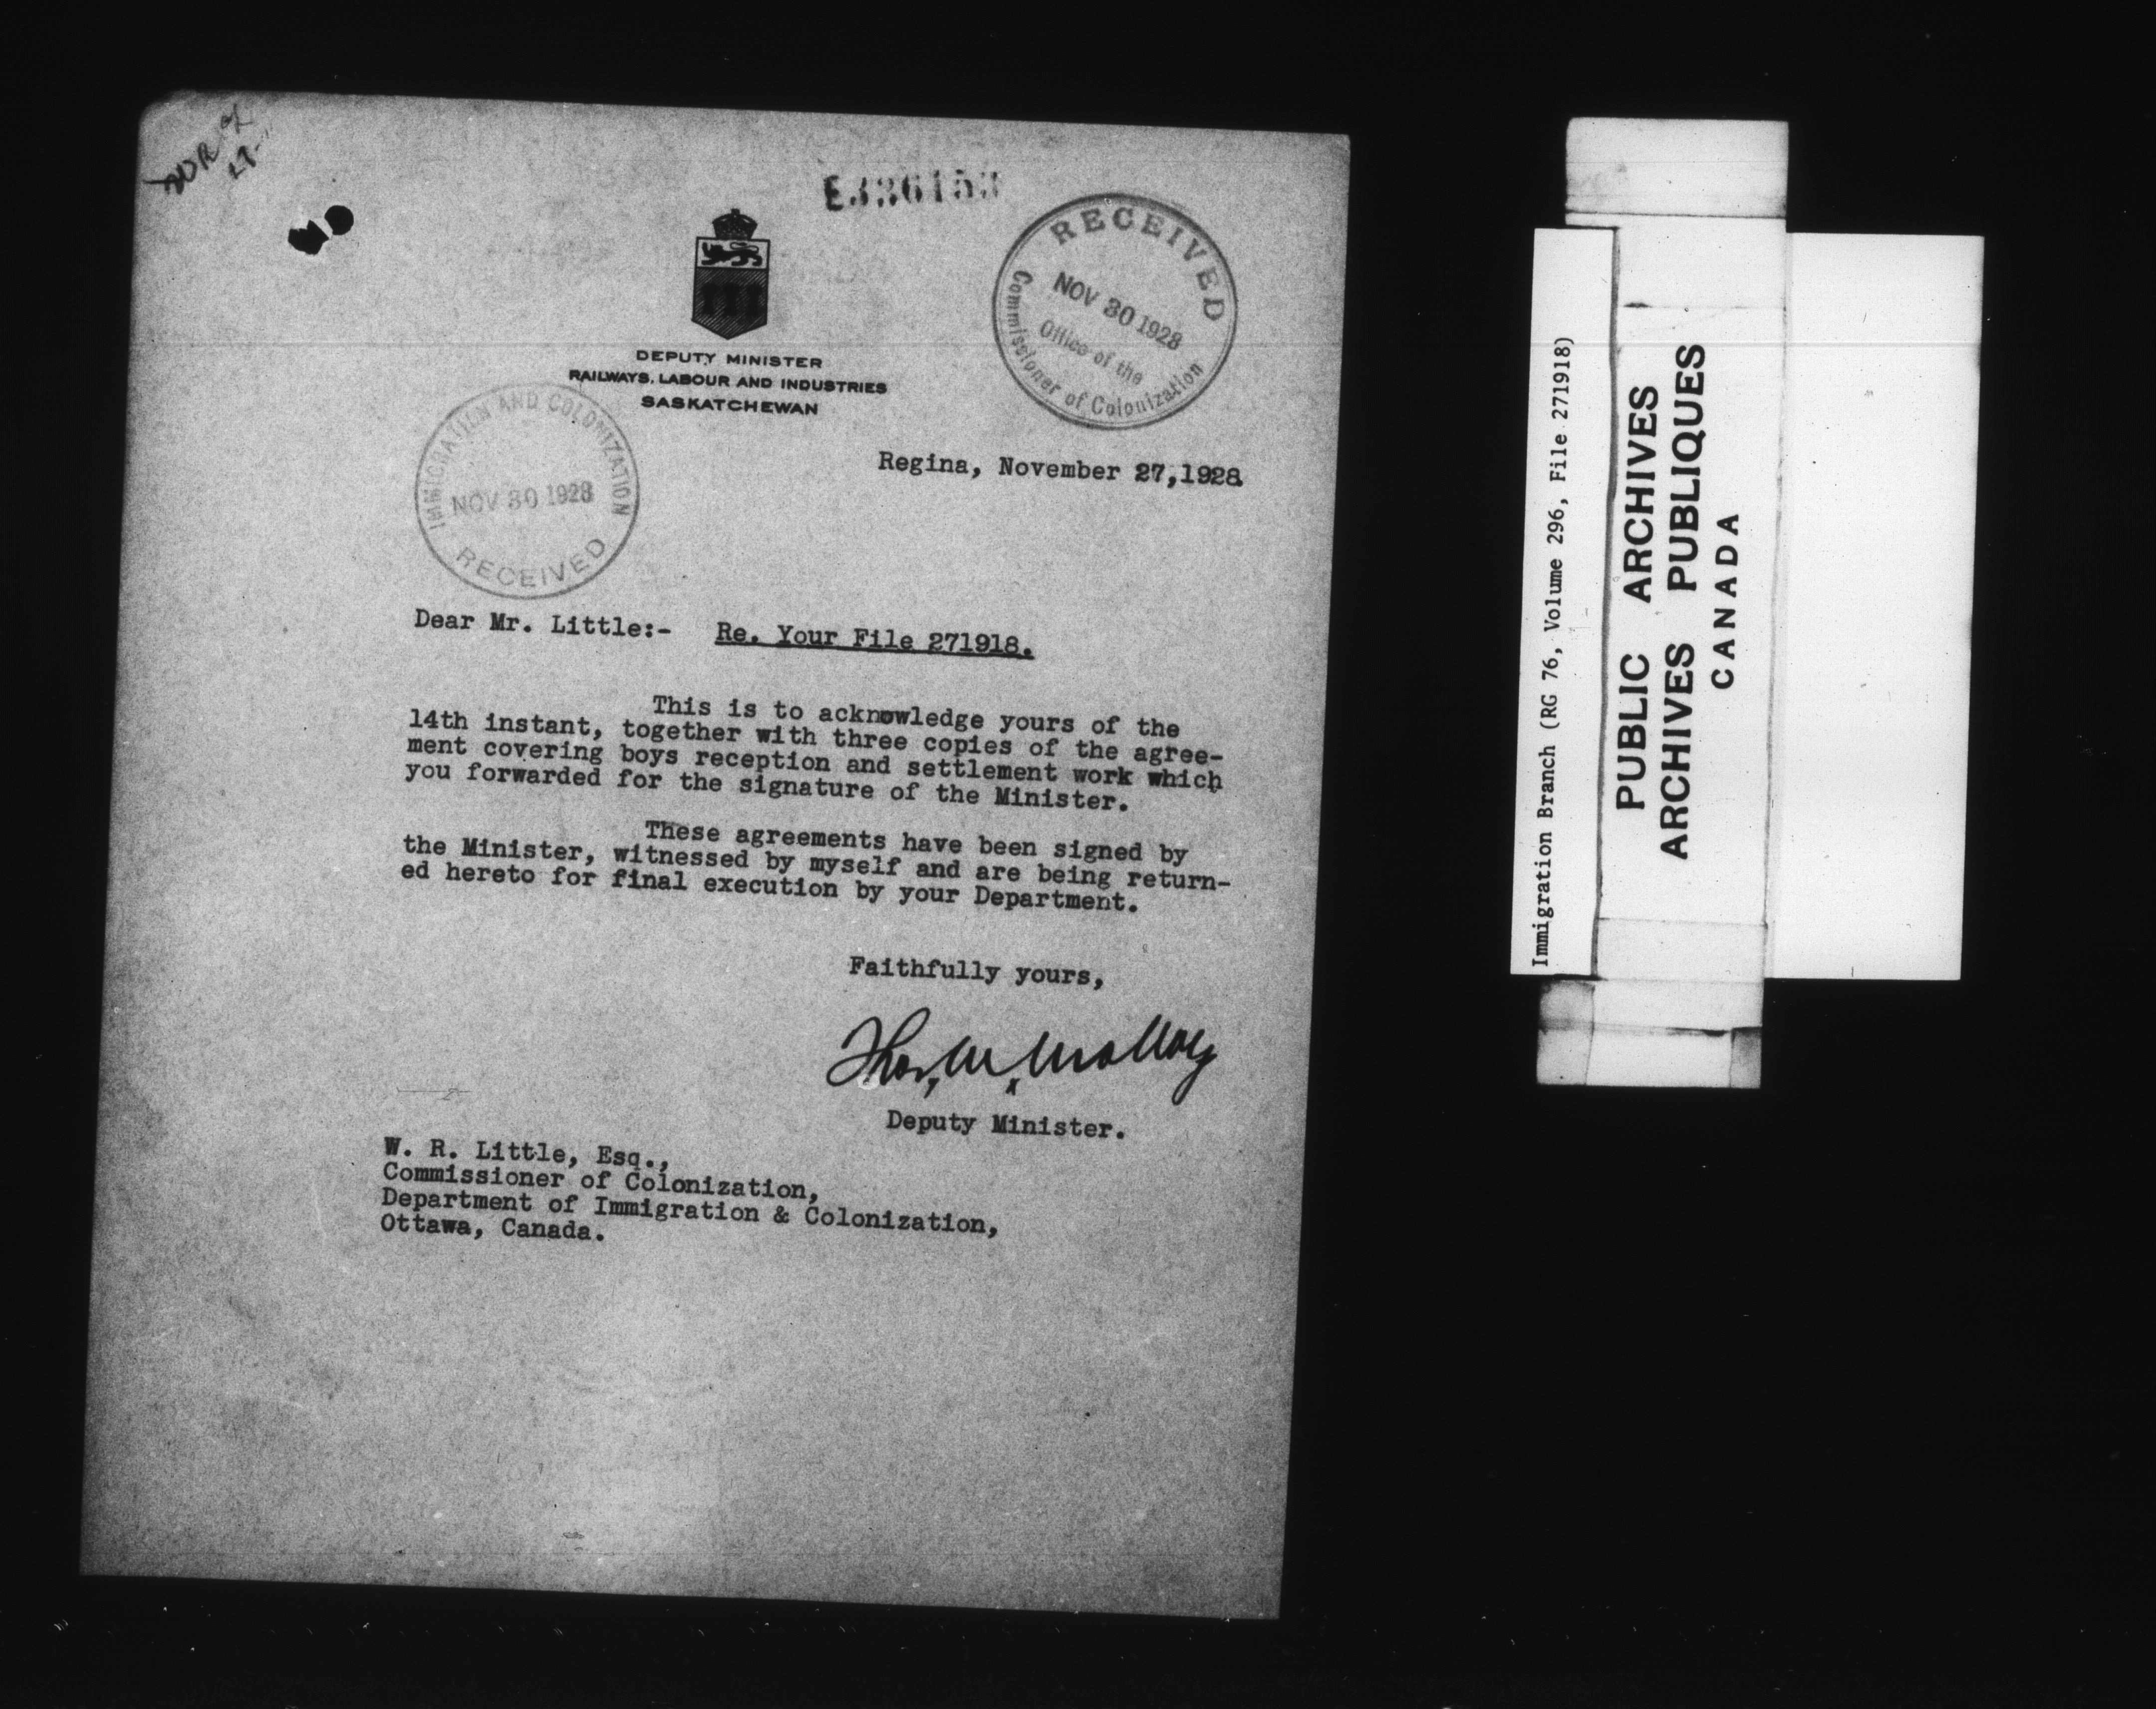 E336153
RECEIVED
NOV 30 1928
Office of the
Commissioner of Colonization
DEPUTY MINISTER
RAILWAYS, LABOUR AND INDUSTRIES
SASKATCHEWAN
IMMIGRATION AND COLONIZATION
NOV 30 1928
RECEIVED
Regina, November 27,1928
Dear Mr. Little:- Re. Your File 271918.
This is to acknowledge yours of the
14th instant, together with three copies of the agree-
ment covering boys reception and settlement work which
you forwarded for the signature of the Minister.
These agreements have been signed by
the Minister, witnessed by myself and are being return-
ed hereto for final execution by your Department.
Faithfully yours,
Thos. M. Molloy
Deputy Minister.
W. R. Little, Esq.,
Commissioner of Colonization,
Department of Immigration & Colonization,
Ottawa, Canada.
Immigration Branch (RG 76, Volume 296, File 271918)
PUBLIC ARCHIVES
ARCHIVES PUBLIQUES
CANADA